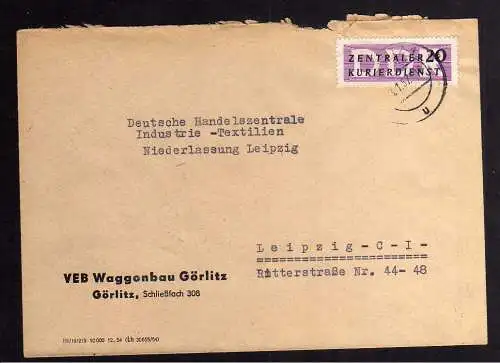 ZENTRALER 20
KURIERDIENST
Deutsche Handelszentrale
Industrie -Textilien
Niederlassung Leipzig
Leipzig-C-I-
Ritterstraße Nr. 44-48
VEB Waggonbau Görlitz
Görlitz, Schließfach 308